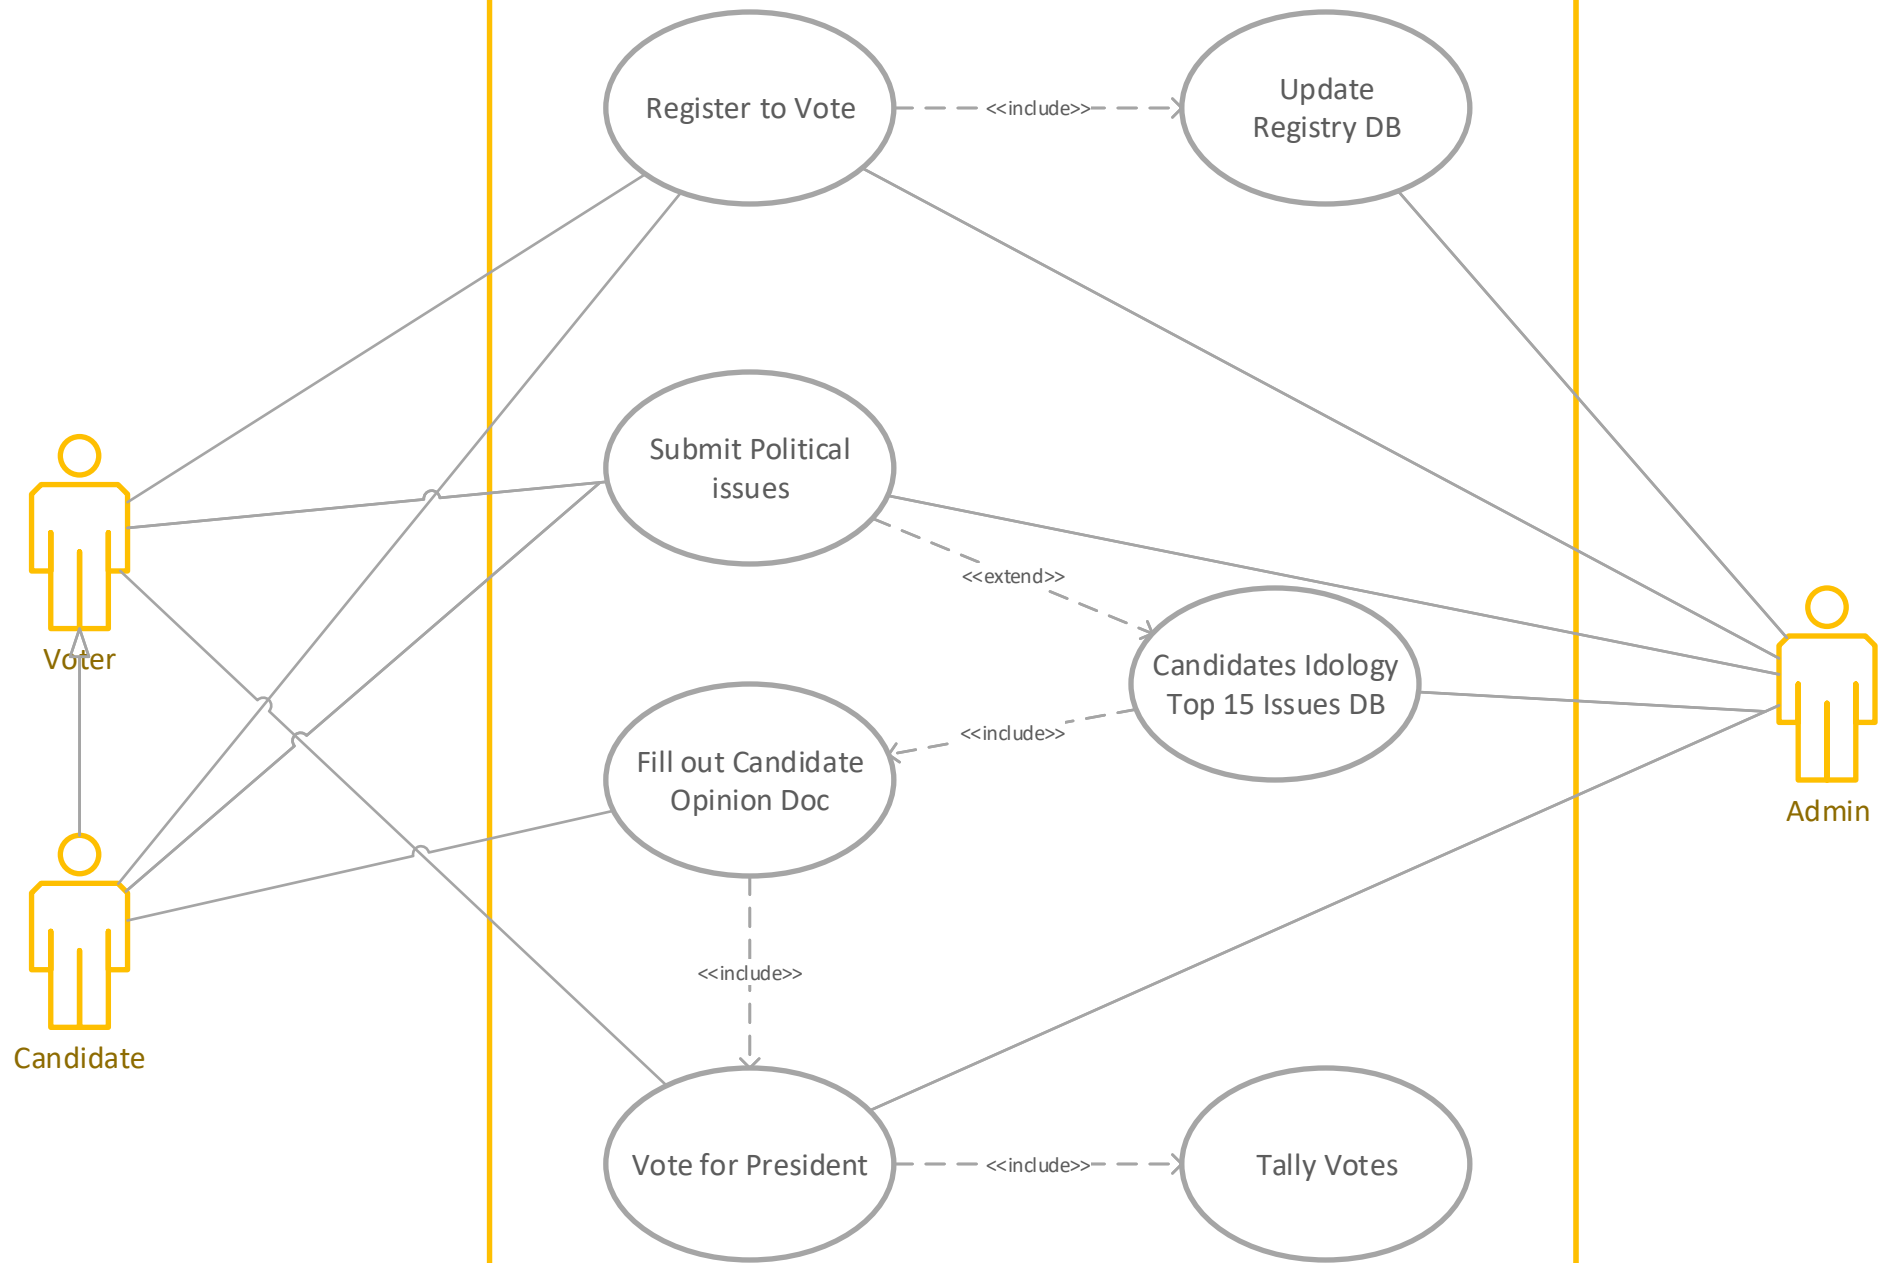 Register to Vote
<<include>>
Update
Registry DB
Submit Political
issues
<<extend>>
Voter
Candidates Idology
Top 15 Issues DB
<<include>>
Fill out Candidate
Opinion Doc
Admin
<<include>>
Candidate
Vote for President
<<include>>
Tally Votes